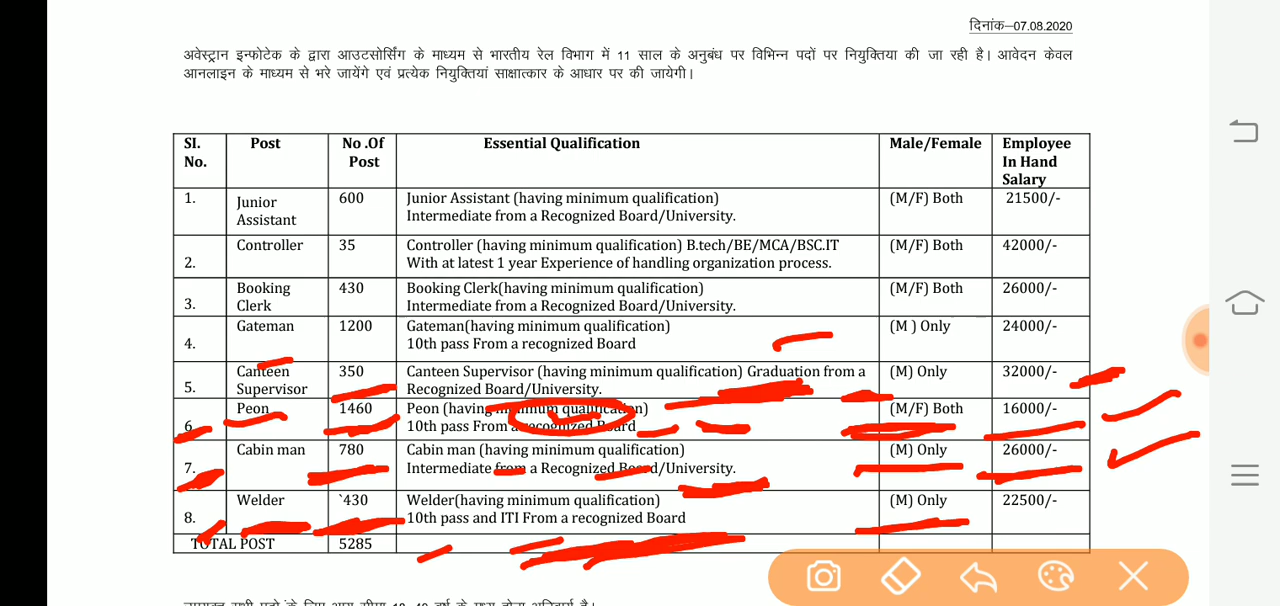 दिनांक–07.08.2020
अवेस्ट्रान इन्फोटेक के द्वारा आउटसोर्सिंग के माध्यम से भारतीय रेल विभाग में 11 साल के अनुबंध पर विभिन्न पदों पर नियुक्तिया की जा रही है। आवेदन केवल
आनलाइन के माध्यम से भरे जायेंगे एवं प्रत्येक नियुक्तियां साक्षात्कार के आधार पर की जायेगी।
SI. No. Post No .Of Post Essential Qualification Male/Female Employee In Hand Salary
1. Junior Assistant 600 Junior Assistant (having minimum qualification) (M/F) Both 21500/-
Intermediate from a Recognized Board/University.
2. Controller 35 Controller (having minimum qualification) B.tech/BE/MCA/BSC.IT (M/F) Both 42000/-
With at latest 1 year Experience of handling organization process.
3. Booking Clerk 430 Booking Clerk(having minimum qualification) (M/F) Both 26000/-
Intermediate from a Recognized Board/University.
4. Gateman 1200 Gateman(having minimum qualification) (M ) Only 24000/-
10th pass From a recognized Board
5. Canteen Supervisor 350 Canteen Supervisor (having minimum qualification) Graduation from a (M) Only 32000/-
Recognized Board/University.
6. Peon 1460 Peon (having minimum qualification) (M/F) Both 16000/-
10th pass From a recognized Board
7. Cabin man 780 Cabin man (having minimum qualification) (M) Only 26000/-
Intermediate from a Recognized Board/University.
8. Welder `430 Welder(having minimum qualification) (M) Only 22500/-
10th pass and ITI From a recognized Board
TOTAL POST 5285